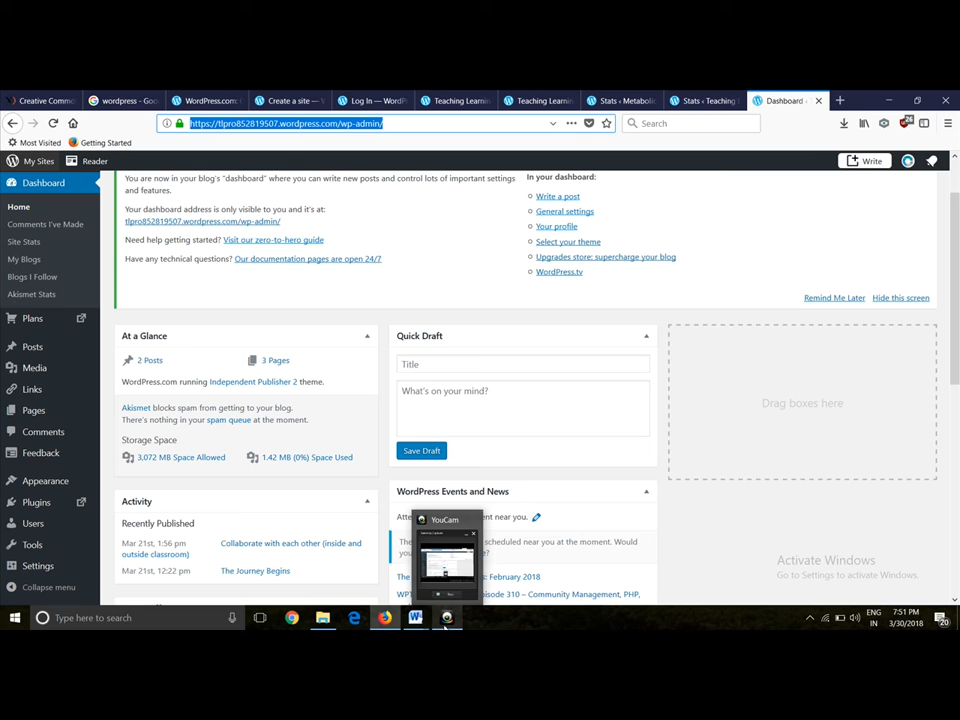 Creative Commo
wordpress - Goo
WordPress.com:
Create a site —
Log In — WordP
Teaching Learnin
Teaching Learnin
Stats ‹ Metabolic
Stats ‹ Teaching L
Dashboard ‹
https://tlpro852819507.wordpress.com/wp-admin/
Search
Most Visited
Getting Started
My Sites
Reader
Write
Dashboard
Home
Comments I've Made
Site Stats
My Blogs
Blogs I Follow
Akismet Stats
Plans
Posts
Media
Links
Pages
Comments
Feedback
Appearance
Plugins
Users
Tools
Settings
Collapse menu
You are now in your blog's "dashboard" where you can write new posts and control lots of important settings
and features.
Your dashboard address is only visible to you and it's at:
tlpro852819507.wordpress.com/wp-admin/
Need help getting started? Visit our zero-to-hero guide
Have any technical questions? Our documentation pages are open 24/7
In your dashboard:
Write a post
General settings
Your profile
Select your theme
Upgrades store: supercharge your blog
WordPress.tv
Remind Me Later
Hide this screen
At a Glance
2 Posts
3 Pages
WordPress.com running Independent Publisher 2 theme.
Akismet blocks spam from getting to your blog.
There's nothing in your spam queue at the moment.
Storage Space
3,072 MB Space Allowed
1.42 MB (0%) Space Used
Activity
Recently Published
Mar 21st, 1:56 pm
Collaborate with each other (inside and
outside classroom)
Mar 21st, 12:22 pm
The Journey Begins
Quick Draft
Title
What's on your mind?
Save Draft
WordPress Events and News
Atte
ent near you.
The
scheduled near you at the moment. Would
you
e?
The
s: February 2018
WPT
pisode 310 – Community Management, PHP,
YouCam
Drag boxes here
Activate Windows
Go to Settings to activate Windows.
Type here to search
ENG
IN
7:51 PM
3/30/2018
20